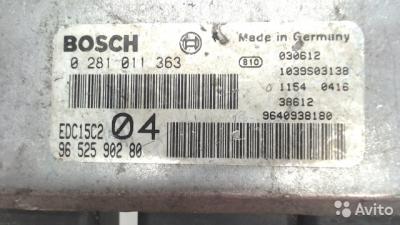 BOSCH
Made in Germany
0 281 011 363
810
030612
1039S03138
1154 0416
38612
9640938180
EDC15C2 04
96 525 902 80
Avito